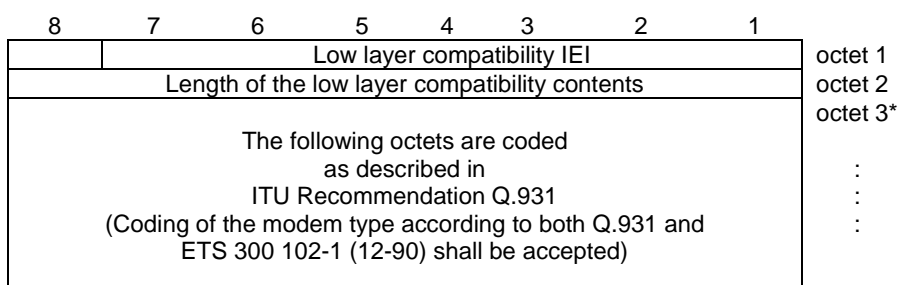 8 7 6 5 4 3 2 1
Low layer compatibility IEI octet 1
Length of the low layer compatibility contents octet 2
octet 3*
The following octets are coded
as described in :
ITU Recommendation Q.931 :
(Coding of the modem type according to both Q.931 and :
ETS 300 102-1 (12-90) shall be accepted)